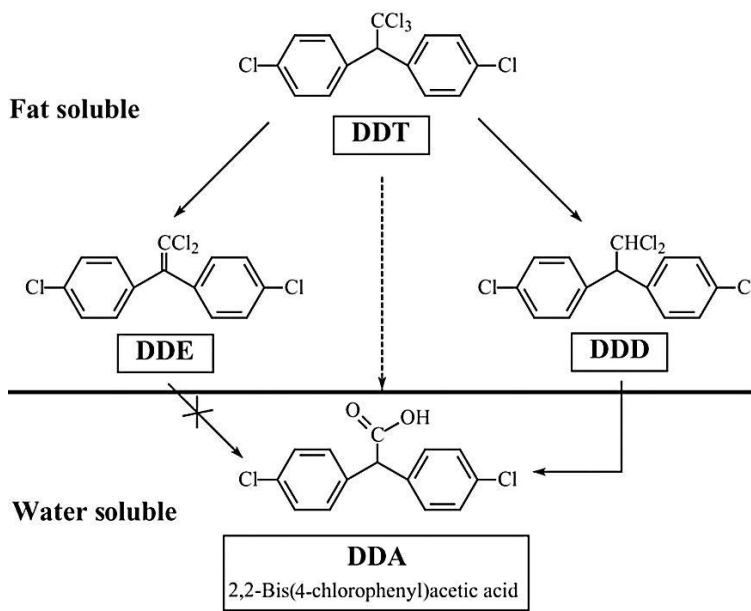 CCl3
Cl
Cl
Fat soluble
DDT
CCl2
CHCl2
Cl
Cl
Cl
Cl
DDE
DDD
O
OH
C
Cl
Cl
Water soluble
DDA
2,2-Bis(4-chlorophenyl)acetic acid